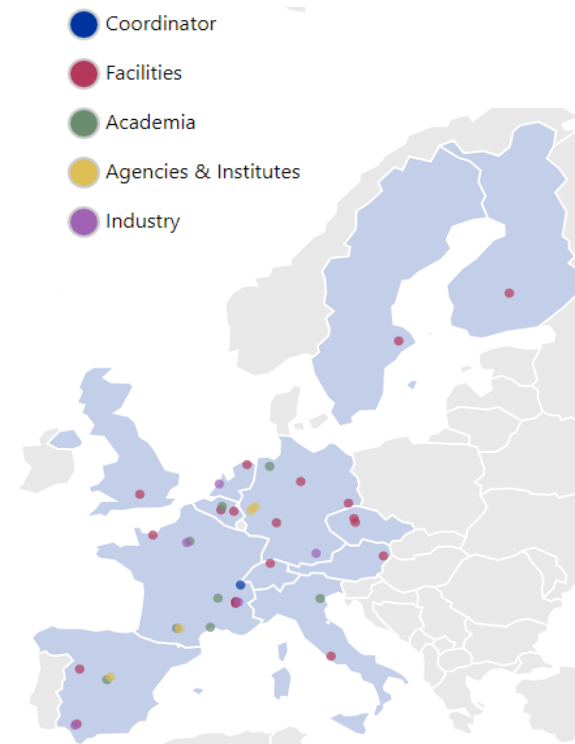 Coordinator
Facilities
Academia
Agencies & Institutes
Industry